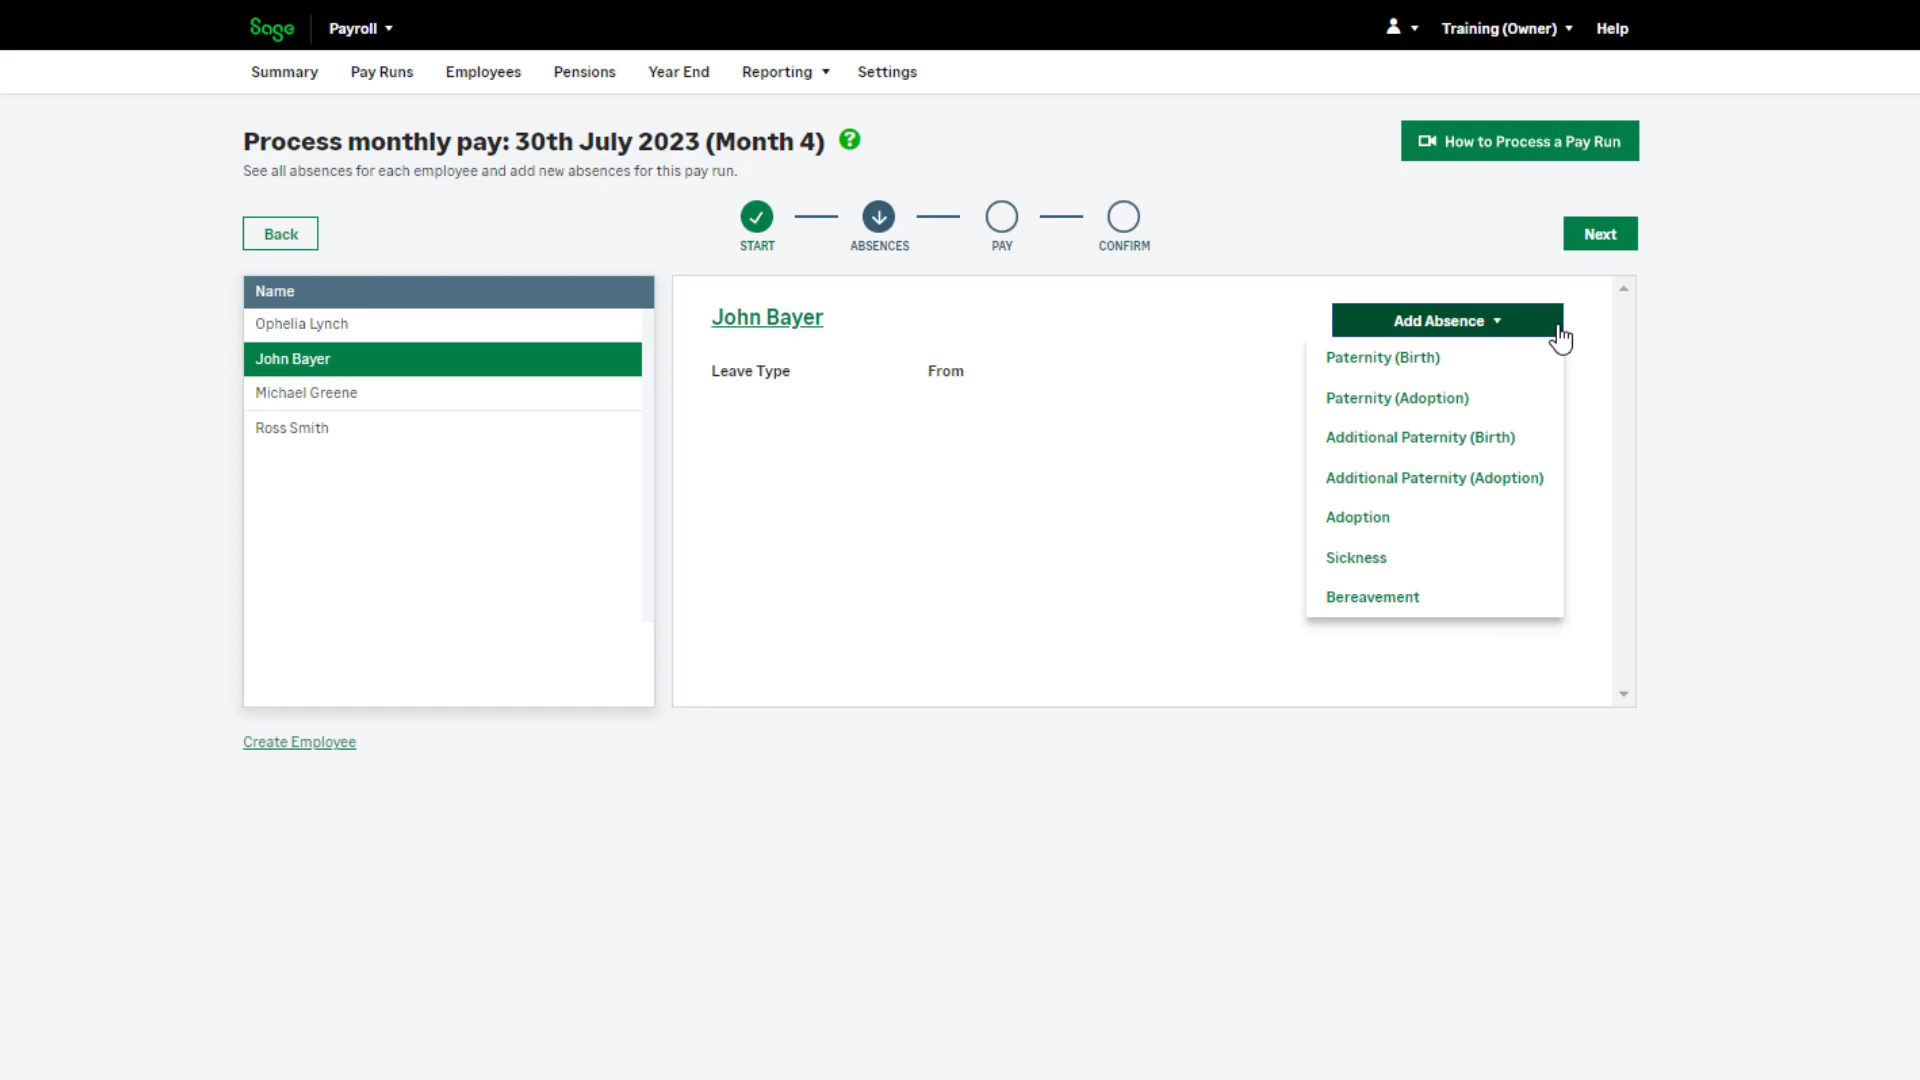 Sage Payroll Training (Owner) Help
Summary Pay Runs Employees Pensions Year End Reporting Settings
Process monthly pay: 30th July 2023 (Month 4) ?
How to Process a Pay Run
See all absences for each employee and add new absences for this pay run.
Back
START ABSENCES PAY CONFIRM
Next
Name
Ophelia Lynch
John Bayer
Michael Greene
Ross Smith
John Bayer
Add Absence
Leave Type From
Paternity (Birth)
Paternity (Adoption)
Additional Paternity (Birth)
Additional Paternity (Adoption)
Adoption
Sickness
Bereavement
Create Employee